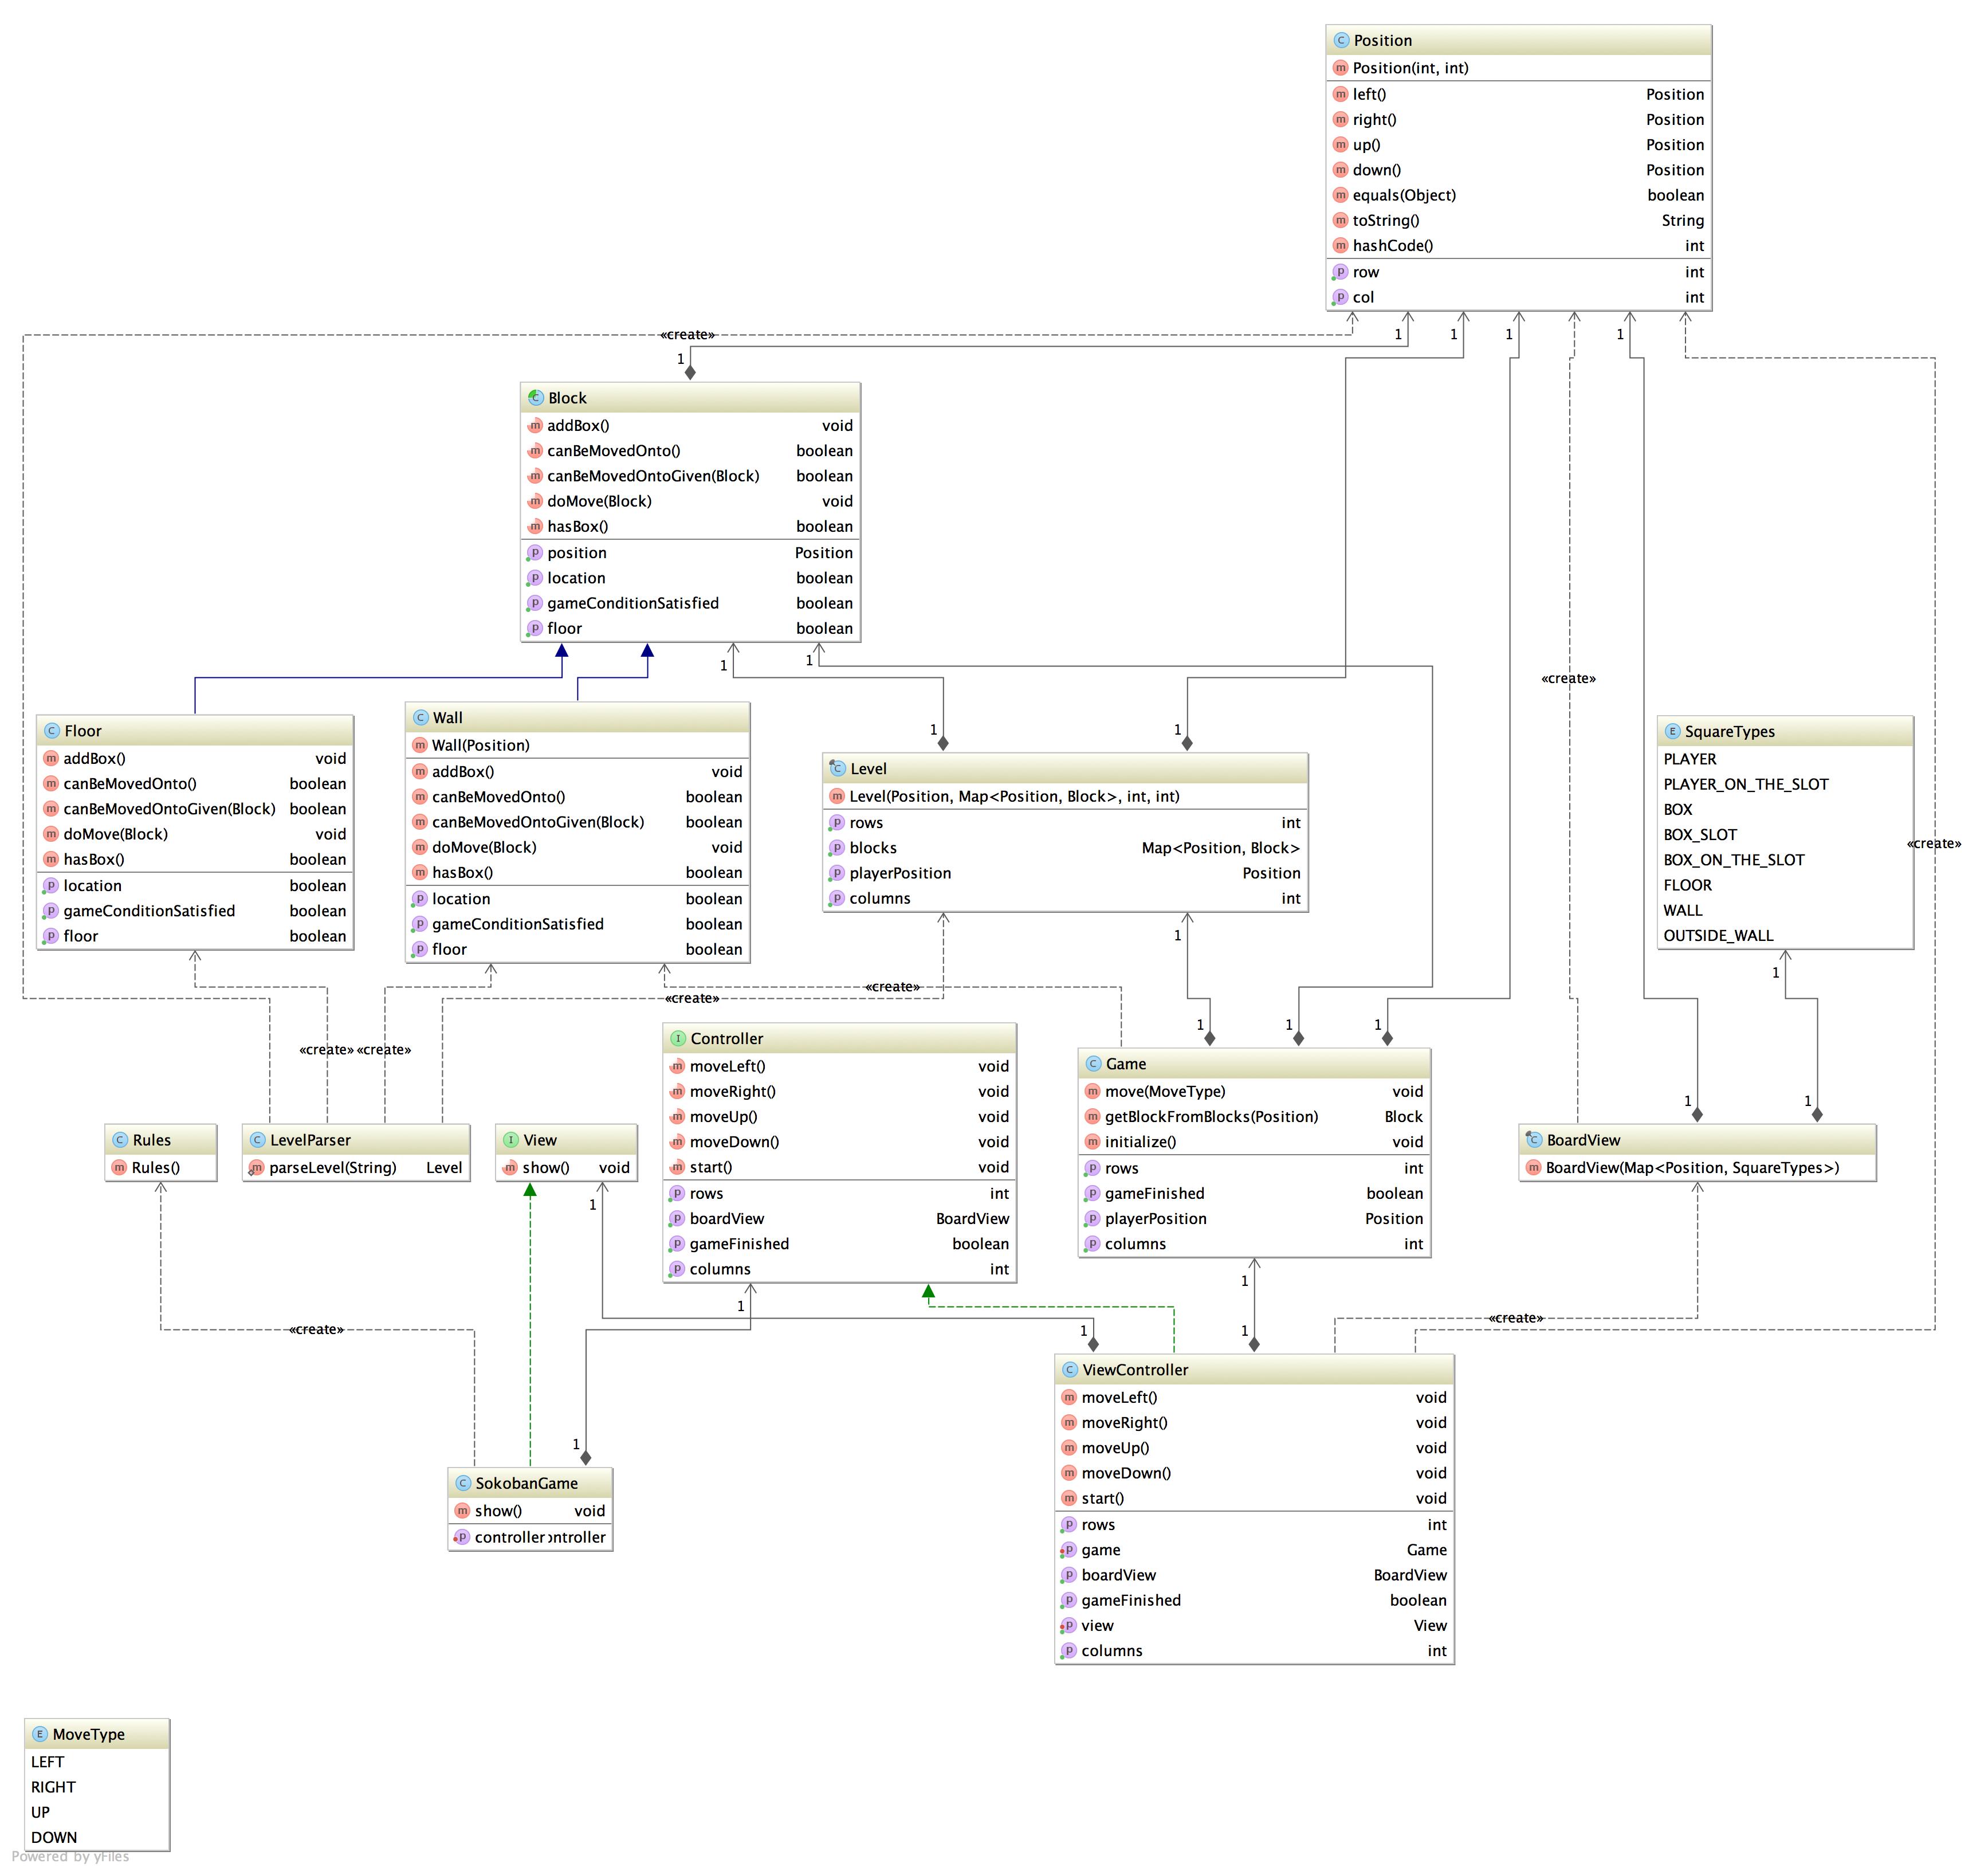 Position
Position(int, int)
left() Position
right() Position
up() Position
down() Position
equals(Object) boolean
toString() String
hashCode() int
row int
col int
«create»
1 1 1 1
1
Block
addBox() void
canBeMovedOnto() boolean
canBeMovedOntoGiven(Block) boolean
doMove(Block) void
hasBox() boolean
position Position
location boolean
gameConditionSatisfied boolean
floor boolean
1 1
«create»
Floor
addBox() void
canBeMovedOnto() boolean
canBeMovedOntoGiven(Block) boolean
doMove(Block) void
hasBox() boolean
location boolean
gameConditionSatisfied boolean
floor boolean
Wall
Wall(Position)
addBox() void
canBeMovedOnto() boolean
canBeMovedOntoGiven(Block) boolean
doMove(Block) void
hasBox() boolean
location boolean
gameConditionSatisfied boolean
floor boolean
1 1
Level
Level(Position, Map<Position, Block>, int, int)
rows int
blocks Map<Position, Block>
playerPosition Position
columns int
SquareTypes
PLAYER
PLAYER_ON_THE_SLOT
BOX
BOX_SLOT
BOX_ON_THE_SLOT
FLOOR
WALL
OUTSIDE_WALL
«create»
1 1
«create»
«create»
«create» «create»
1 1 1
Controller
moveLeft() void
moveRight() void
moveUp() void
moveDown() void
start() void
rows int
boardView BoardView
gameFinished boolean
columns int
Game
move(MoveType) void
getBlockFromBlocks(Position) Block
initialize() void
rows int
gameFinished boolean
playerPosition Position
columns int
1 1
Rules
Rules()
LevelParser
parseLevel(String) Level
View
show() void
BoardView
BoardView(Map<Position, SquareTypes>)
1
1
1
«create»
«create»
1 1
ViewController
moveLeft() void
moveRight() void
moveUp() void
moveDown() void
start() void
rows int
game Game
boardView BoardView
gameFinished boolean
view View
columns int
1
SokobanGame
show() void
controller ontroller
MoveType
LEFT
RIGHT
UP
DOWN
Powered by yFiles